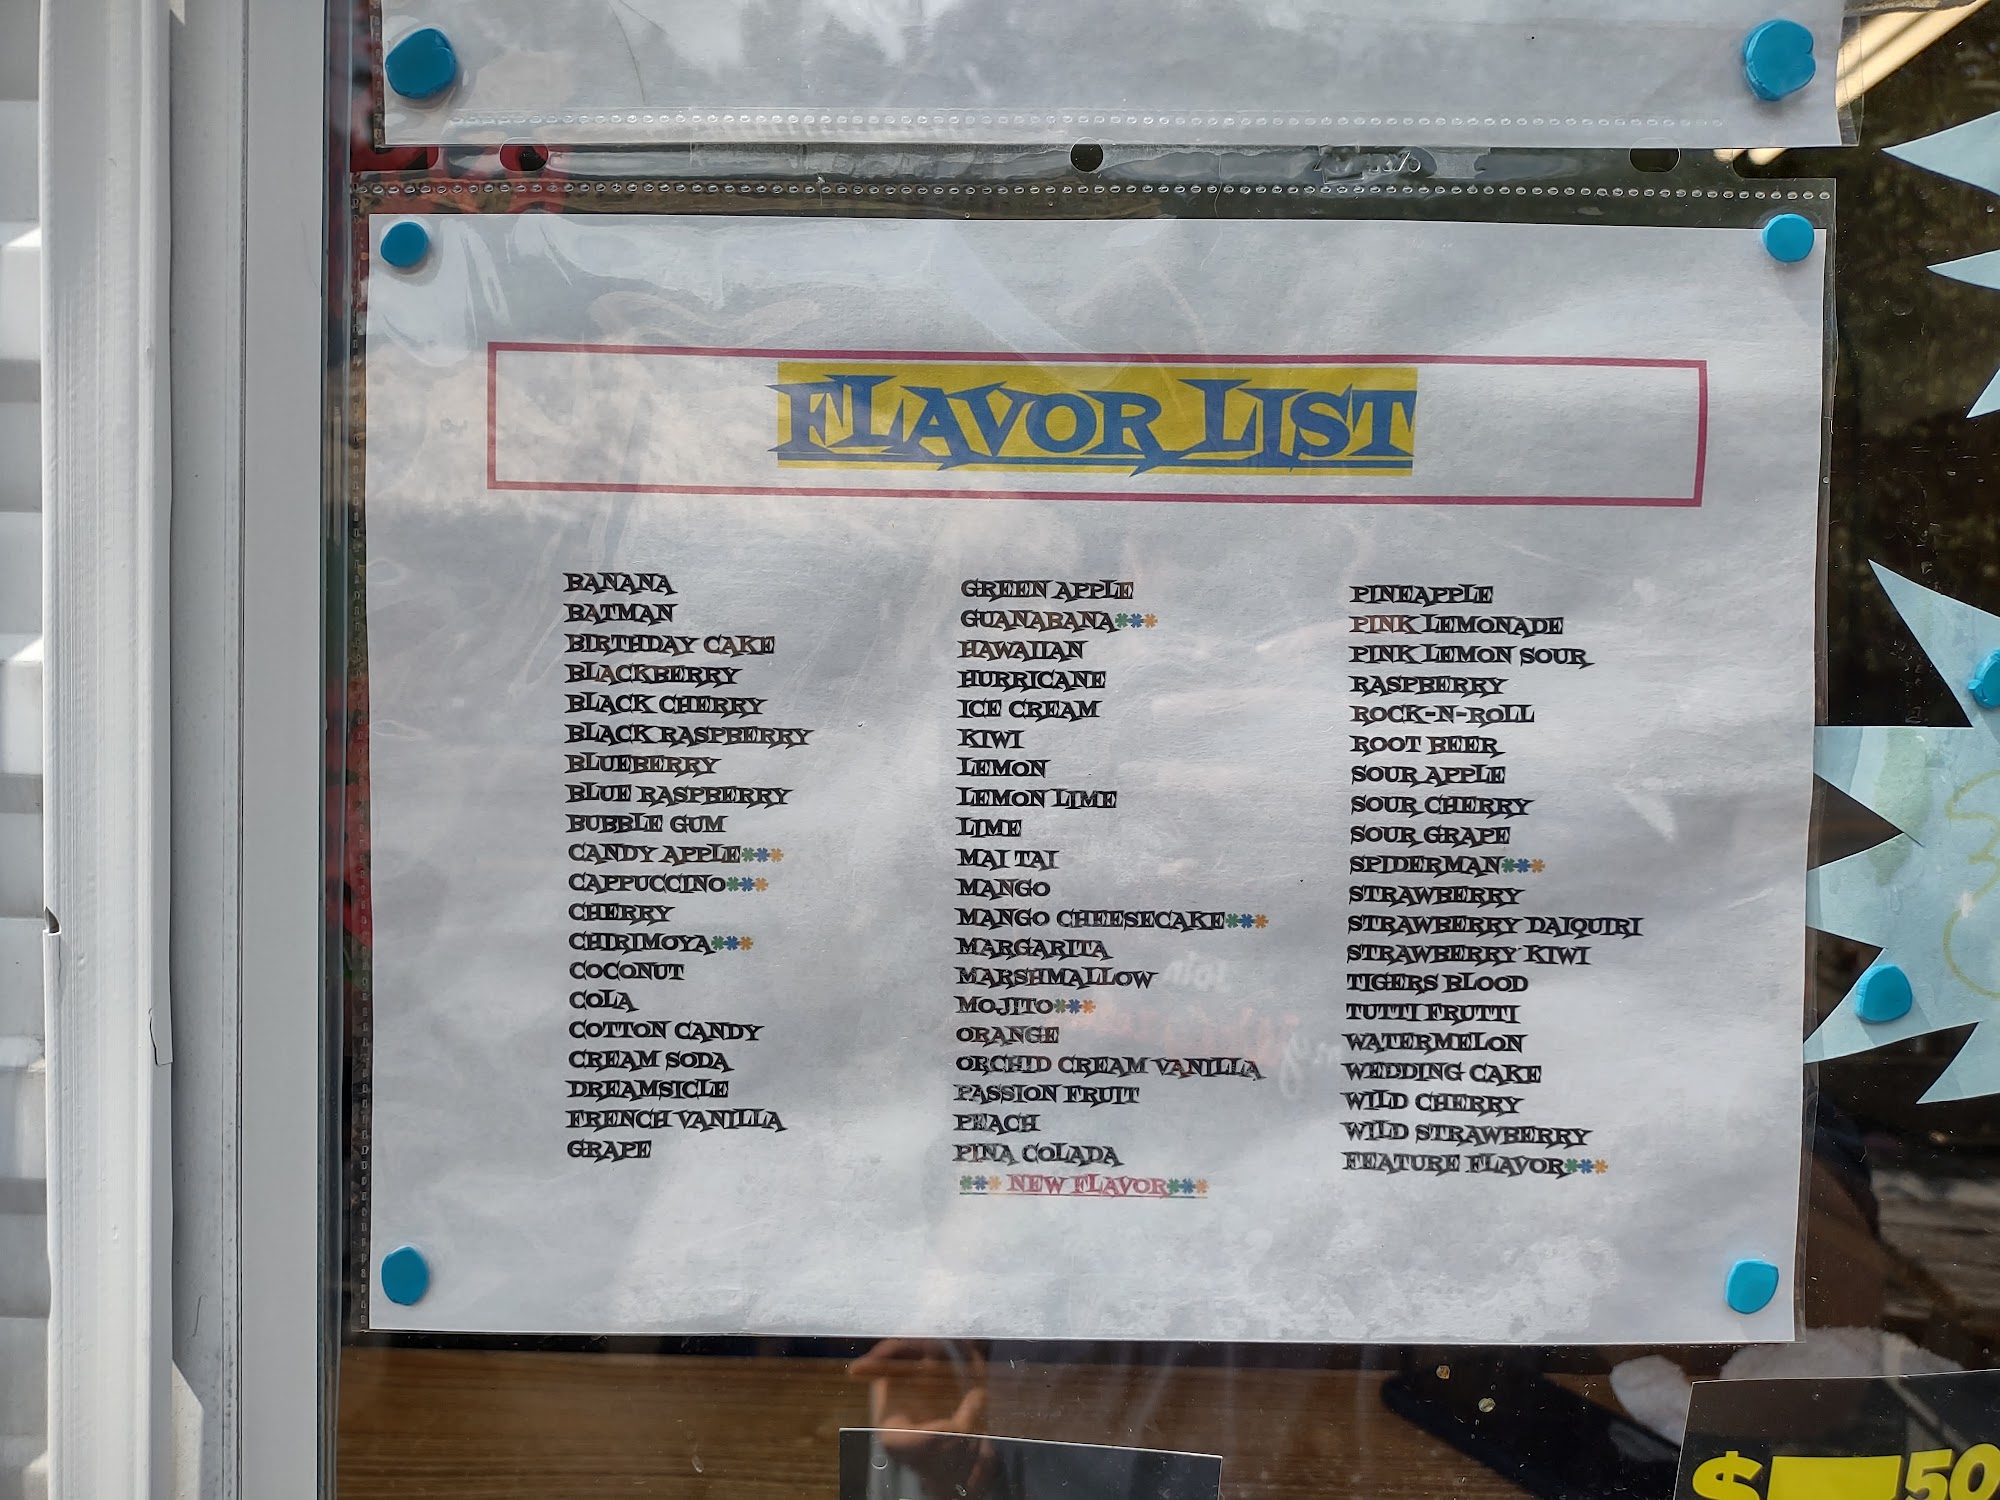 FLAVOR LIST
BANANA
BATMAN
BIRTHDAY CAKE
BLACKBERRY
BLACK CHERRY
BLACK RASPBERRY
BLUEBERRY
BLUE RASPBERRY
BUBBLE GUM
CANDY APPLE***
CAPPUCCINO***
CHERRY
CHIRIMOYA***
COCONUT
COLA
COTTON CANDY
CREAM SODA
DREAMSICLE
FRENCH VANILLA
GRAPE
GREEN APPLE
GUANABANA***
HAWAIIAN
HURRICANE
ICE CREAM
KIWI
LEMON
LEMON LIME
LIME
MAI TAI
MANGO
MANGO CHEESECAKE***
MARGARITA
MARSHMALLOW
MOJITO***
ORANGE
ORCHID CREAM VANILLA
PASSION FRUIT
PEACH
PINA COLADA
*** NEW FLAVOR***
PINEAPPLE
PINK LEMONADE
PINK LEMON SOUR
RASPBERRY
ROCK-N-ROLL
ROOT BEER
SOUR APPLE
SOUR CHERRY
SOUR GRAPE
SPIDERMAN***
STRAWBERRY
STRAWBERRY DAIQUIRI
STRAWBERRY KIWI
TIGERS BLOOD
TUTTI FRUTTI
WATERMELON
WEDDING CAKE
WILD CHERRY
WILD STRAWBERRY
FEATURE FLAVOR***